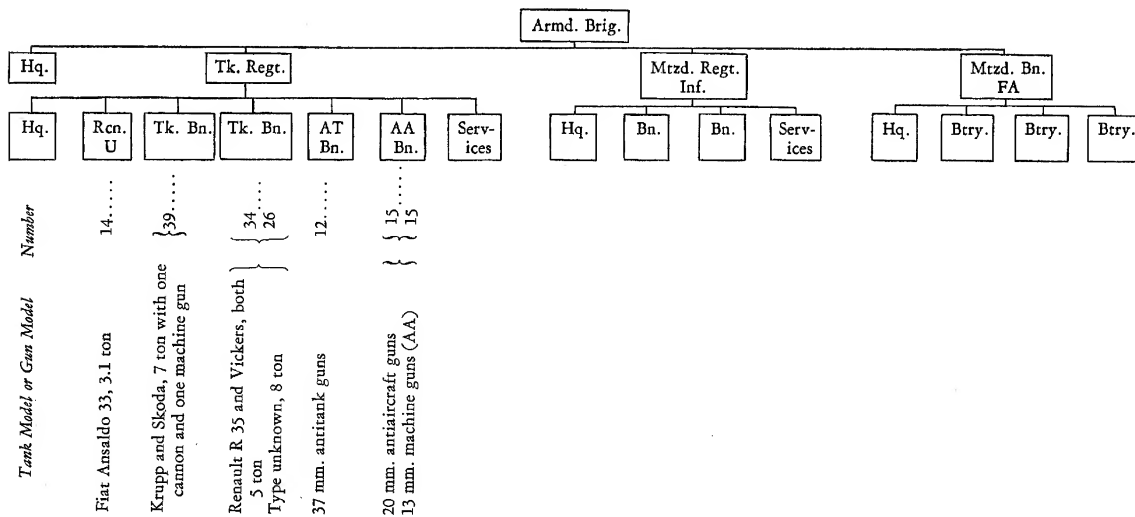 Armd. Brig.
Hq.
Tk. Regt.
Mtzd. Regt.
Inf.
Mtzd. Bn.
FA
Hq.
Rcn.
U
Tk. Bn.
Tk. Bn.
AT
Bn.
AA
Bn.
Serv-
ices
Hq.
Bn.
Bn.
Serv-
ices
Hq.
Btry.
Btry.
Btry.
Tank Model or Gun Model Number
Fiat Ansaldo 33, 3.1 ton 14......
Krupp and Skoda, 7 ton with one
cannon and one machine gun
39......
Renault R 35 and Vickers, both
5 ton
34.....
Type unknown, 8 ton 26
37 mm. antitank guns 12......
20 mm. antiaircraft guns 15......
13 mm. machine guns (AA) 15